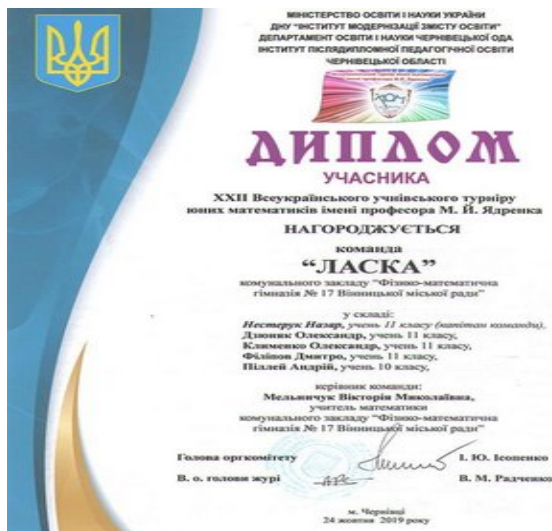 МІНІСТЕРСТВО ОСВІТИ І НАУКИ УКРАЇНИ
ДНУ "ІНСТИТУТ МОДЕРНІЗАЦІЇ ЗМІСТУ ОСВІТИ"
ДЕПАРТАМЕНТ ОСВІТИ І НАУКИ ЧЕРНІВЕЦЬКОЇ ОДА
ІНСТИТУТ ПІСЛЯДИПЛОМНОЇ ПЕДАГОГІЧНОЇ ОСВІТИ
ЧЕРНІВЕЦЬКОЇ ОБЛАСТІ
ДИПЛОМ
УЧАСНИКА
XXII Всеукраїнського учнівського турніру
юних математиків імені професора М. Й. Ядренка
НАГОРОДЖУЄТЬСЯ
команда
"ЛАСКА"
комунального закладу "Фізико-математична
гімназія № 17 Вінницької міської ради"
у складі:
Нестерук Назар, учень 11 класу (капітан команди),
Дзюник Олександр, учень 11 класу,
Клименко Олександр, учень 11 класу,
Філіпов Дмитро, учень 11 класу,
Піллей Андрій, учень 10 класу,
керівник команди:
Мельничук Вікторія Миколаївна,
учитель математики
комунального закладу "Фізико-математична
гімназія № 17 Вінницької міської ради"
Голова оргкомітету І. Ю. Ісопенко
В. о. голови журі В. М. Радченко
м. Чернівці
24 жовтня 2019 року